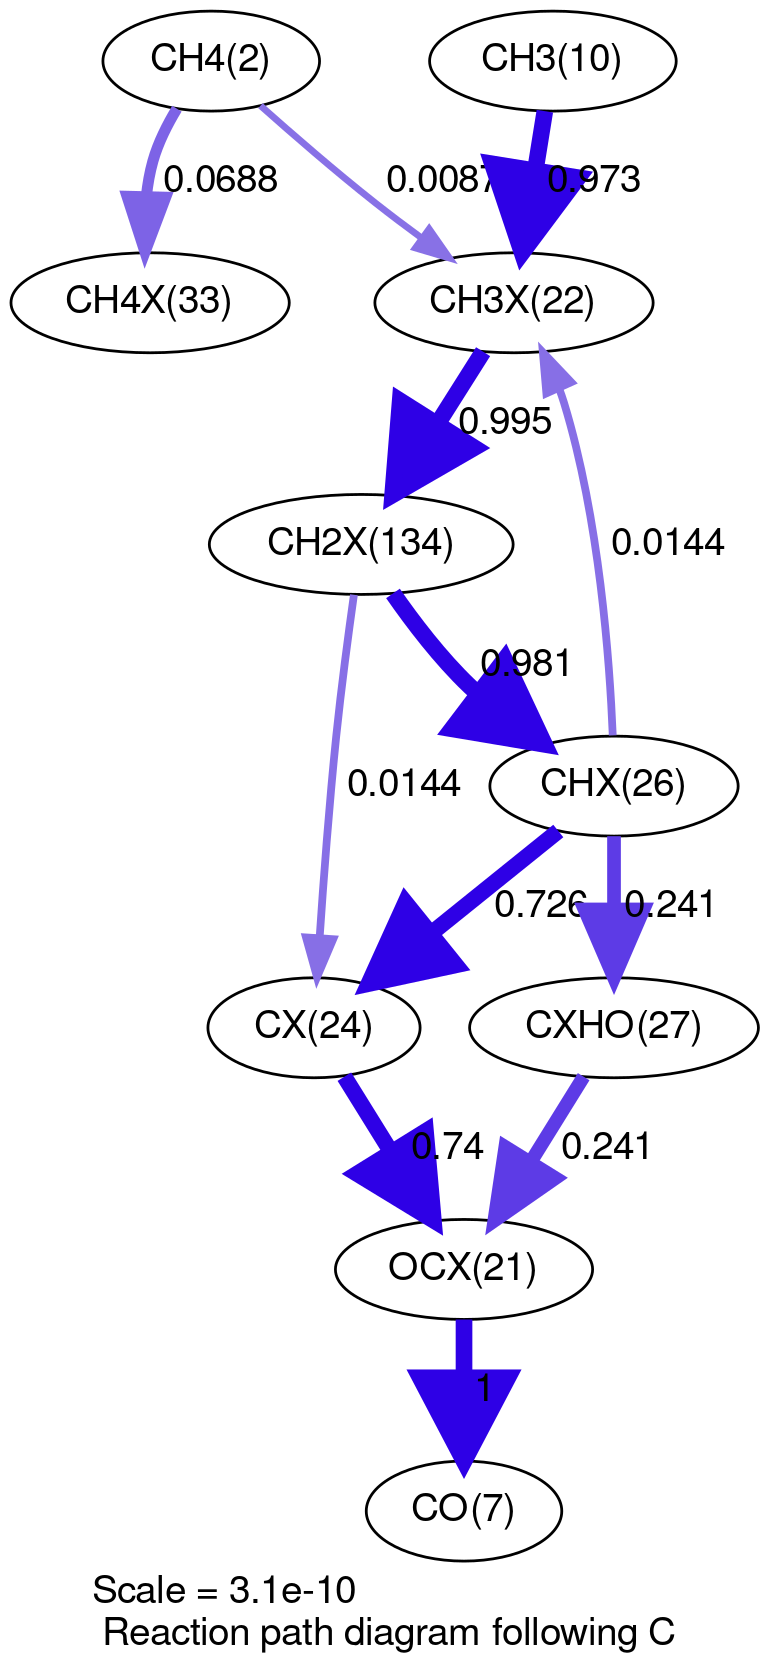 CH4(2)
CH3(10)
0.0688
0.973
CH4X(33)
CH3X(22)
0.995
0.0144
CH2X(134)
0.981
0.0144
CHX(26)
0.726
0.241
CX(24)
CXHO(27)
0.74
0.241
OCX(21)
1
CO(7)
Scale = 3.1e-10
Reaction path diagram following C